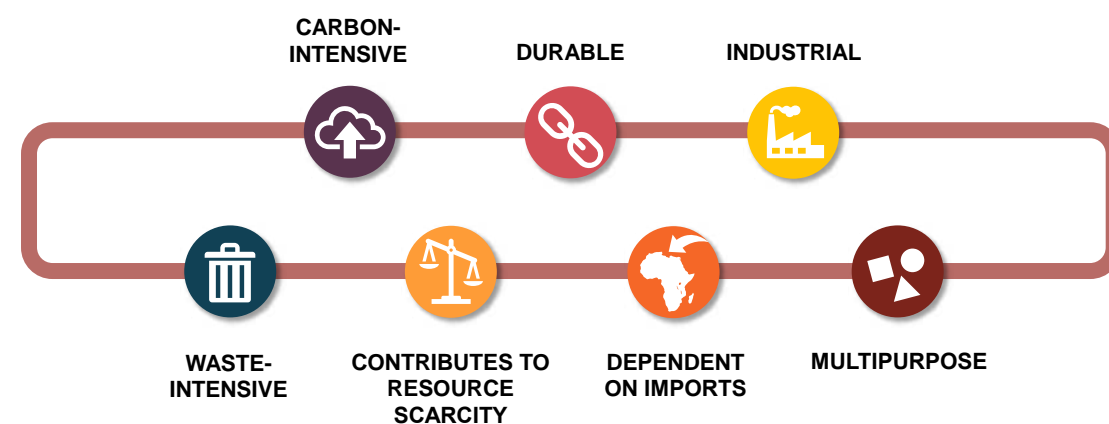 CARBON-
INTENSIVE
DURABLE
INDUSTRIAL
WASTE-
INTENSIVE
CONTRIBUTES TO
RESOURCE
SCARCITY
DEPENDENT
ON IMPORTS
MULTIPURPOSE